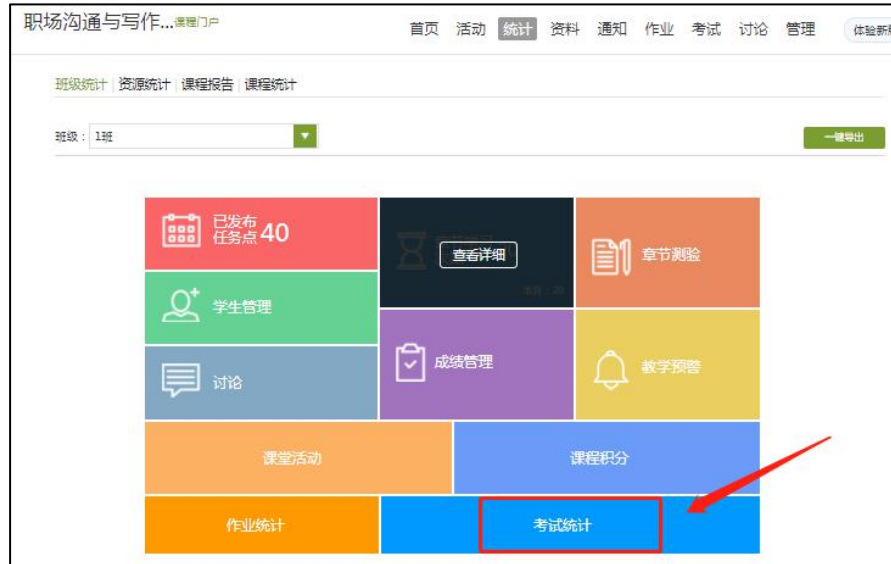 职场沟通与写作...课程门户
首页 活动 统计 资料 通知 作业 考试 讨论 管理 体验新
班级统计 资源统计 课程报告 课程统计
班级：1班
一键导出
已发布
任务点 40
查看详细
章节测验
学生管理
成绩管理
教学预警
讨论
课堂活动
课程积分
作业统计
考试统计